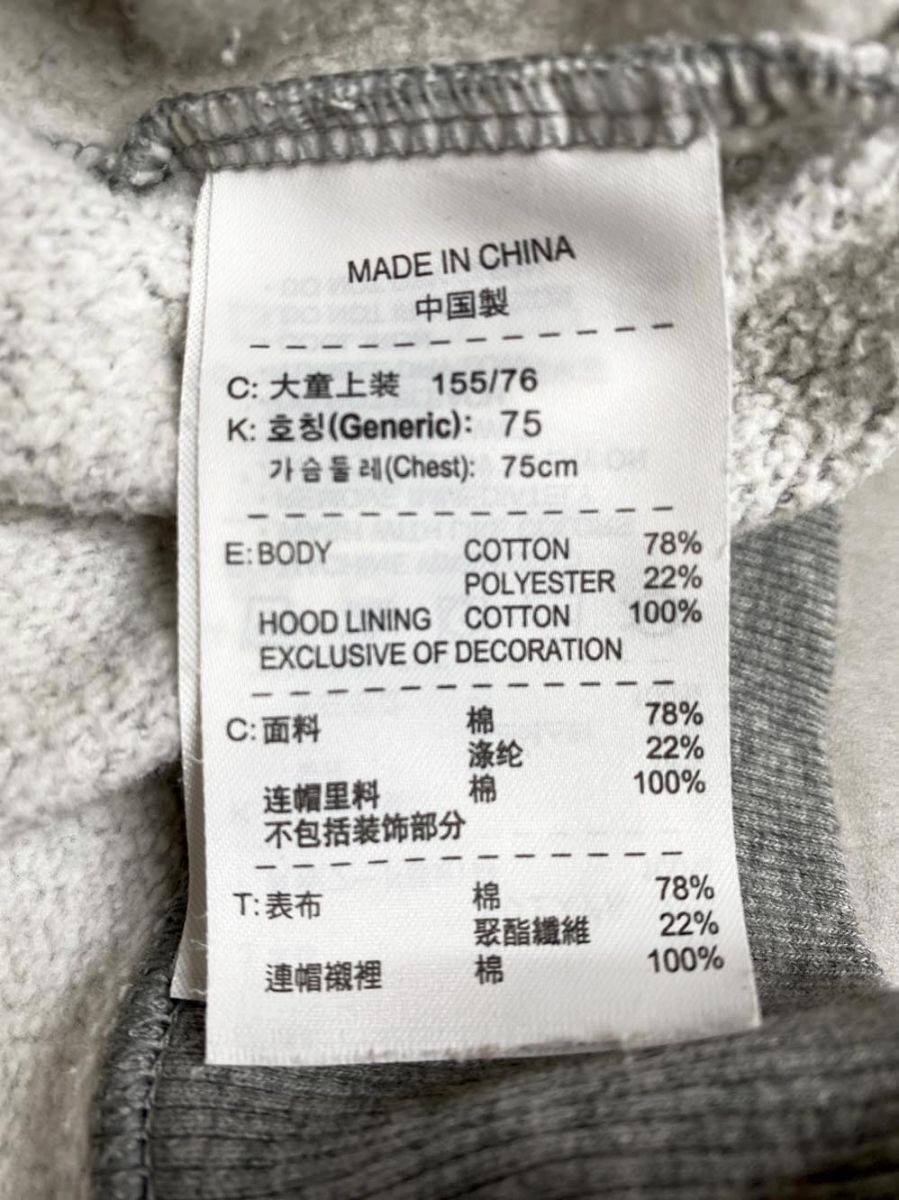 MADE IN CHINA
中国製
C: 大童上装 155/76
K: 호칭(Generic): 75
가슴둘레(Chest): 75cm
E: BODY COTTON 78%
POLYESTER 22%
HOOD LINING COTTON 100%
EXCLUSIVE OF DECORATION
C: 面料 棉 78%
涤纶 22%
连帽里料 棉 100%
不包括装饰部分
T: 表布 棉 78%
聚酯纖維 22%
連帽襯裡 棉 100%